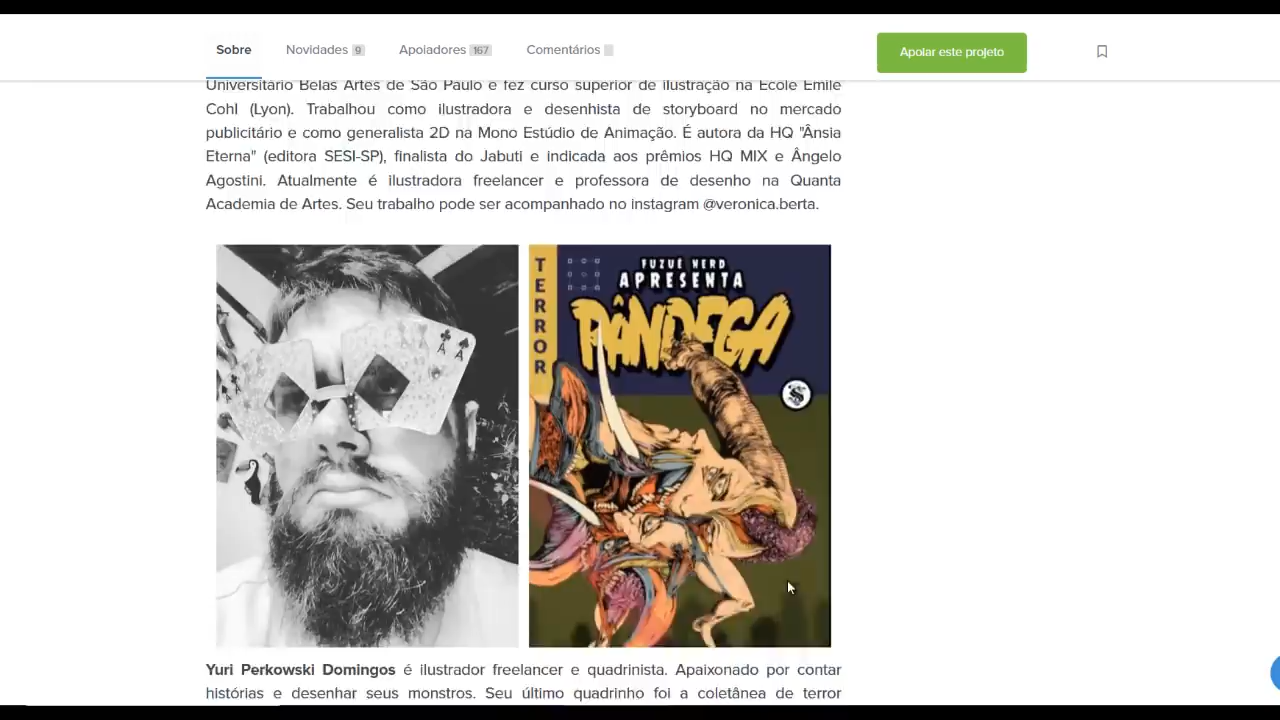 Sobre Novidades 9 Apoiadores 167 Comentários Apoiar este projeto
Universitário Belas Artes de São Paulo e fez curso superior de ilustração na École Emile
Cohl (Lyon). Trabalhou como ilustradora e desenhista de storyboard no mercado
publicitário e como generalista 2D na Mono Estúdio de Animação. É autora da HQ "Ânsia
Eterna" (editora SESI-SP), finalista do Jabuti e indicada aos prêmios HQ MIX e Ângelo
Agostini. Atualmente é ilustradora freelancer e professora de desenho na Quanta
Academia de Artes. Seu trabalho pode ser acompanhado no instagram @veronica.berta.
TERROR
FUZUÊ NERD
APRESENTA
PÂNDEGA
A A
Yuri Perkowski Domingos é ilustrador freelancer e quadrinista. Apaixonado por contar
histórias e desenhar seus monstros. Seu último quadrinho foi a coletânea de terror